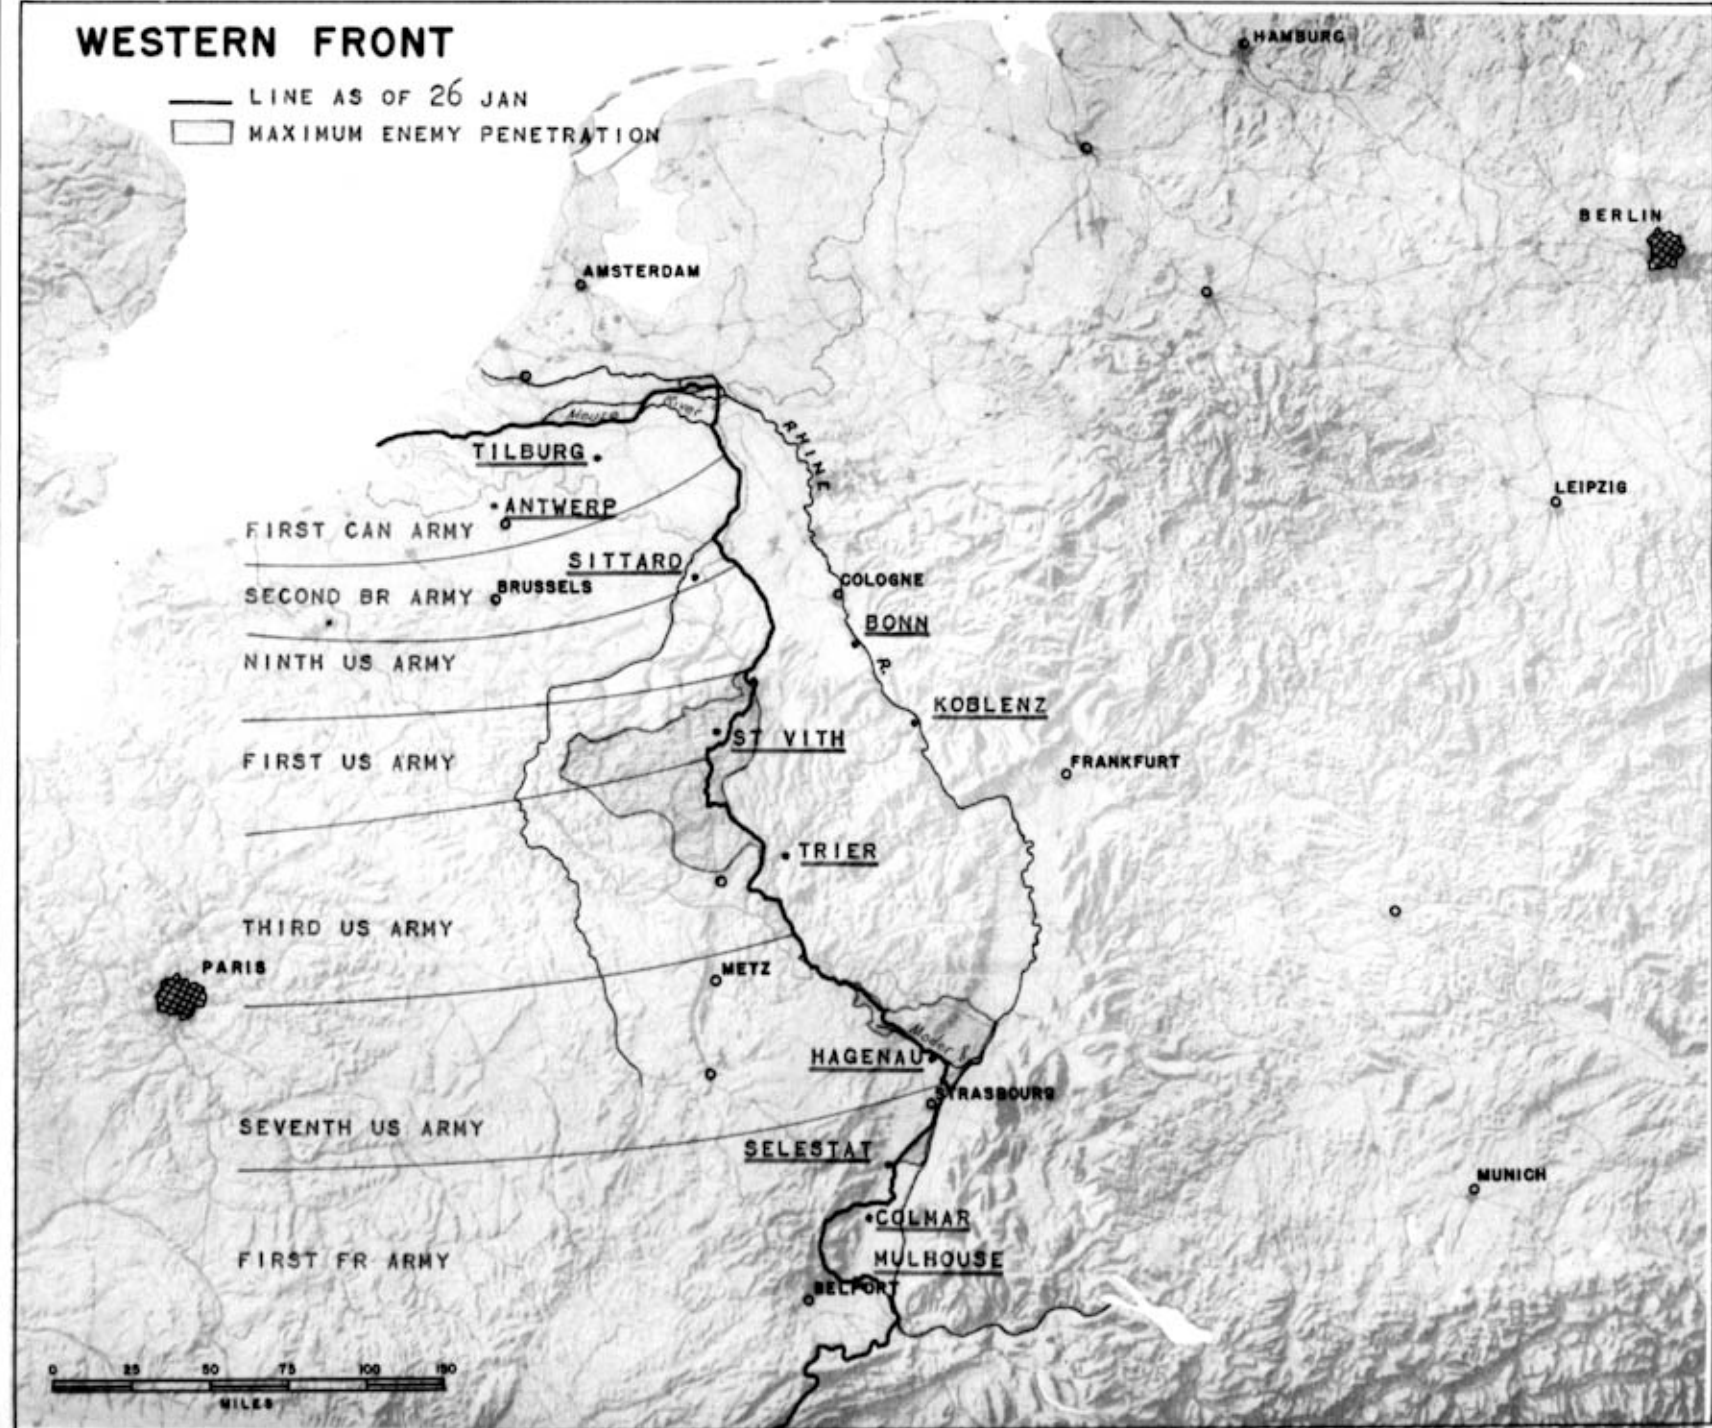 WESTERN FRONT
LINE AS OF 26 JAN
MAXIMUM ENEMY PENETRATION
HAMBURG
BERLIN
AMSTERDAM
Meuse River
RHINE R.
TILBURG
ANTWERP
LEIPZIG
FIRST CAN ARMY
SITTARD
BRUSSELS
COLOGNE
SECOND BR ARMY
BONN
NINTH US ARMY
KOBLENZ
ST VITH
FIRST US ARMY
FRANKFURT
TRIER
THIRD US ARMY
PARIS
METZ
Moder R
HAGENAU
STRASBOURG
SEVENTH US ARMY
SELESTAT
MUNICH
COLMAR
FIRST FR ARMY
MULHOUSE
BELFORT
0 25 50 75 100 150
MILES